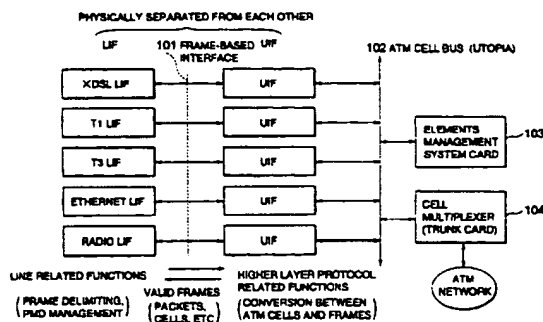 PHYSICALLY SEPARATED FROM EACH OTHER
LIF
101 FRAME-BASED
INTERFACE
UIF
102 ATM CELL BUS (UTOPIA)
XDSL LIF
UIF
T1 LIF
UIF
ELEMENTS
MANAGEMENT
SYSTEM CARD
103
T3 LIF
UIF
ETHERNET LIF
UIF
CELL
MULTIPLEXER
(TRUNK CARD)
104
RADIO LIF
UIF
LINE RELATED FUNCTIONS
(FRAME DELIMITING,
PMD MANAGEMENT)
VALID FRAMES
(PACKETS,
CELLS, ETC)
HIGHER LAYER PROTOCOL
RELATED FUNCTIONS
(CONVERSION BETWEEN
ATM CELLS AND FRAMES)
ATM
NETWORK